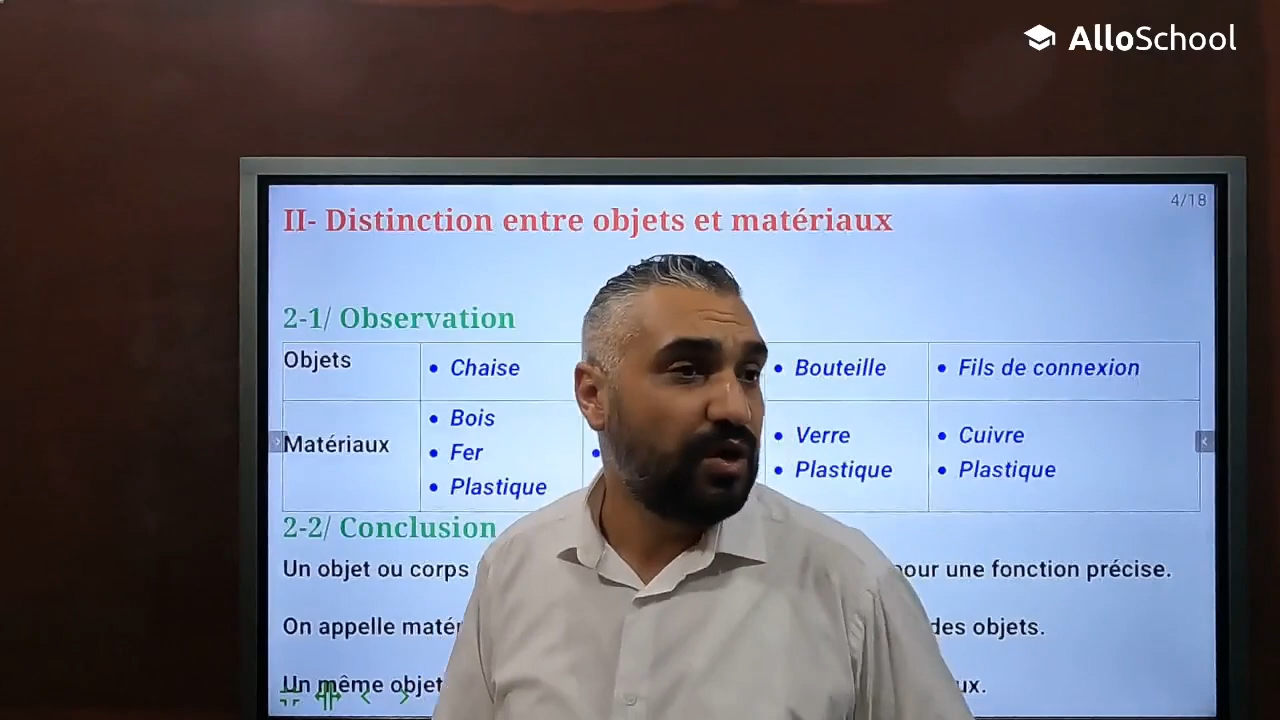 AlloSchool
4/18
II- Distinction entre objets et matériaux
2-1/ Observation
Objets
• Chaise
• Bouteille
• Fils de connexion
Matériaux
• Bois
• Fer
• Plastique
• Verre
• Plastique
• Cuivre
• Plastique
2-2/ Conclusion
Un objet ou corps pour une fonction précise.
On appelle des objets.
Un même objet